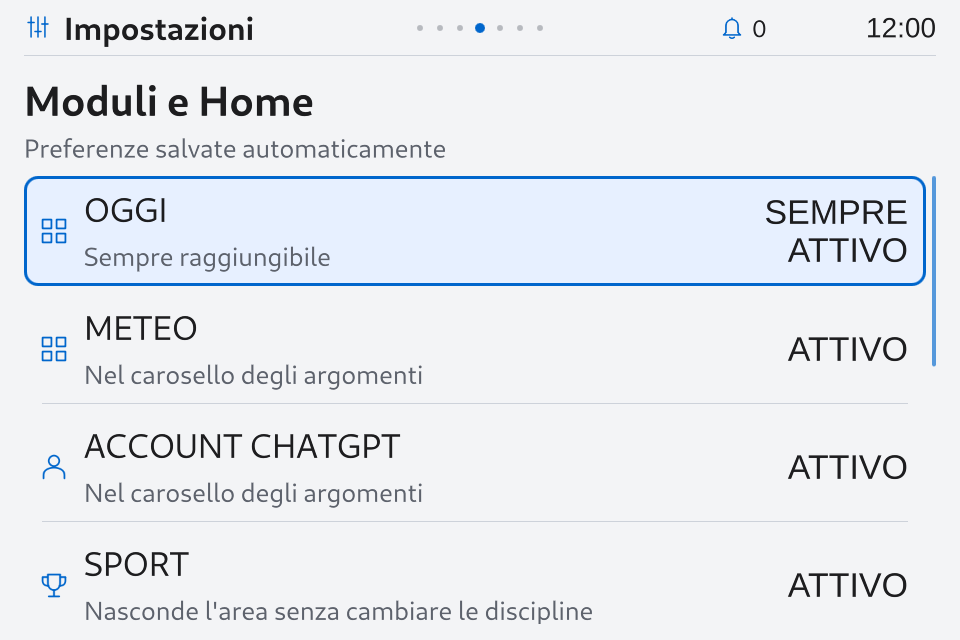 Impostazioni
0
12:00
Moduli e Home
Preferenze salvate automaticamente
OGGI
Sempre raggiungibile
SEMPRE
ATTIVO
METEO
Nel carosello degli argomenti
ATTIVO
ACCOUNT CHATGPT
Nel carosello degli argomenti
ATTIVO
SPORT
Nasconde l'area senza cambiare le discipline
ATTIVO